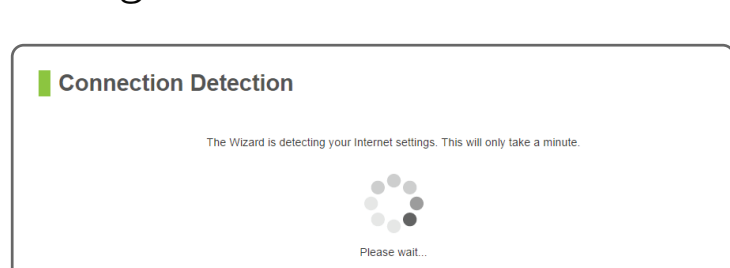 Connection Detection
The Wizard is detecting your Internet settings. This will only take a minute.
Please wait...